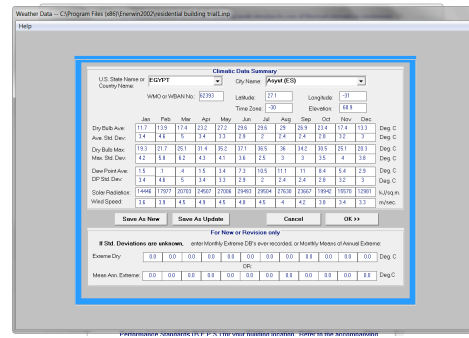 Weather Data -- C:\Program Files (x86)\Enerwin2002\residential building trial1.inp
Help
Climatic Data Summary
U.S. State Name or Country Name: EGYPT City Name: Asyut (ES)
WMO or WBAN No.: 62393 Latitude: 27.1 Longitude: -31
Time Zone: -30 Elevation: 68.9
Jan Feb Mar Apr May Jun Jul Aug Sep Oct Nov Dec
Dry Bulb Ave: 11.7 13.9 17.4 23.2 27.2 29.6 29.6 29 26.9 23.4 17.4 13.3 Deg. C
Ave. Std. Dev.: 3.4 4.6 5 3.4 3.3 2.9 2 2.4 2.4 2.8 3.2 3 Deg. C
Dry Bulb Max: 19.3 21.7 25.1 31.4 35.2 37.1 36.5 36 34.2 30.5 25.1 20.3 Deg. C
Max. Std. Dev.: 4.2 5.8 6.2 4.3 4.1 3.6 2.5 3 3 3.5 4 3.8 Deg. C
Dew Point Ave: 1.5 .1 .4 1.5 3.4 7.3 10.5 11.1 11 8.4 5.4 2.9 Deg. C
DP Std. Dev.: 3.4 4.6 5 3.4 3.3 2.9 2 2.4 2.4 2.8 3.2 3 Deg. C
Solar Radiation: 14446 17977 20703 24507 27006 29493 29504 27630 23667 19942 15578 12981 kJ/sq.m.
Wind Speed: 3.6 3.9 4.5 4.9 4.5 4.8 4.5 4 4.2 3.8 3.4 3.3 m/sec.
Save As New Save As Update Cancel OK >>
For New or Revision only
If Std. Deviations are unknown, enter Monthly Extreme DB's ever recorded, or Monthly Means of Annual Extreme:
Extreme Dry: 0.0 0.0 0.0 0.0 0.0 0.0 0.0 0.0 0.0 0.0 0.0 0.0 Deg. C
OR:
Mean Ann. Extreme: 0.0 0.0 0.0 0.0 0.0 0.0 0.0 0.0 0.0 0.0 0.0 0.0 Deg C
Performance Standards (B.E.P.S.) for your building location. Refer to the accompanying